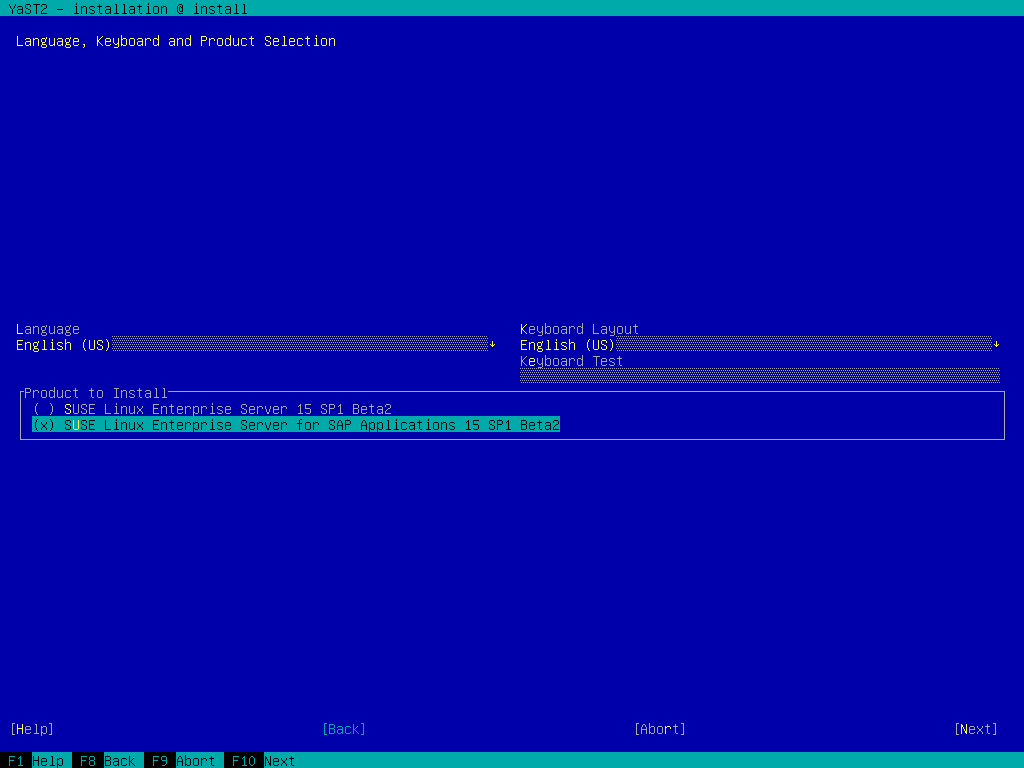 YaST2 - installation @ install
Language, Keyboard and Product Selection
Language Keyboard Layout
English (US) ↓ English (US) ↓
Keyboard Test
Product to Install
( ) SUSE Linux Enterprise Server 15 SP1 Beta2
(x) SUSE Linux Enterprise Server for SAP Applications 15 SP1 Beta2
[Help] [Back] [Abort] [Next]
F1 Help F8 Back F9 Abort F10 Next